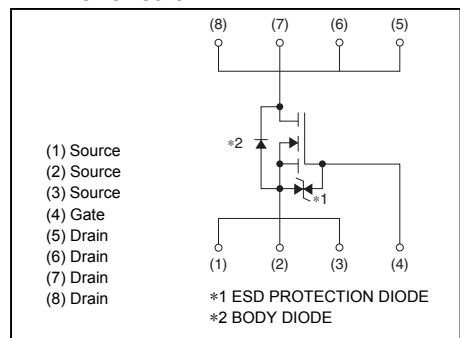 (8) (7) (6) (5)
*2
*1
(1) Source
(2) Source
(3) Source
(4) Gate
(5) Drain
(6) Drain
(7) Drain
(8) Drain
(1) (2) (3) (4)
*1 ESD PROTECTION DIODE
*2 BODY DIODE